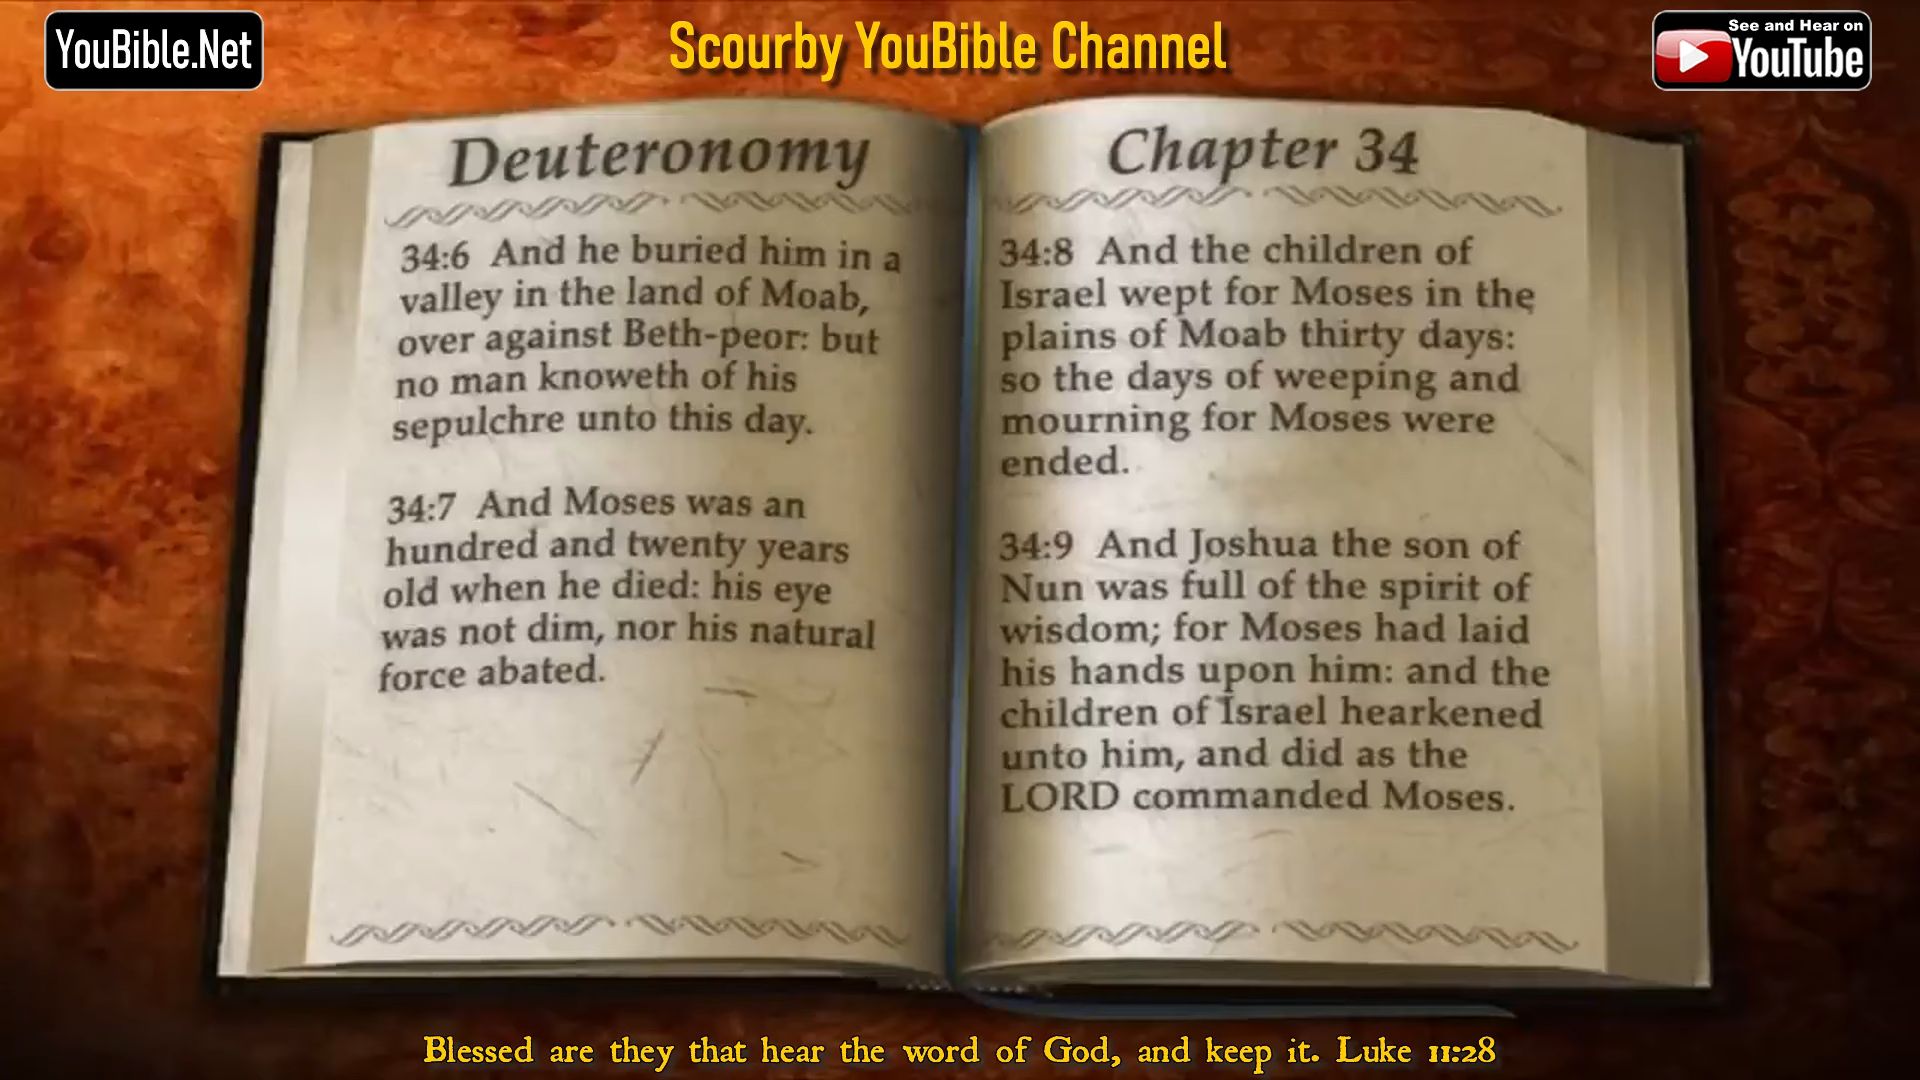 YouBible.Net
Scourby YouBible Channel
See and Hear on
YouTube
Deuteronomy
34:6 And he buried him in a
valley in the land of Moab,
over against Beth-peor: but
no man knoweth of his
sepulchre unto this day.
34:7 And Moses was an
hundred and twenty years
old when he died: his eye
was not dim, nor his natural
force abated.
Chapter 34
34:8 And the children of
Israel wept for Moses in the
plains of Moab thirty days:
so the days of weeping and
mourning for Moses were
ended.
34:9 And Joshua the son of
Nun was full of the spirit of
wisdom; for Moses had laid
his hands upon him: and the
children of Israel hearkened
unto him, and did as the
LORD commanded Moses.
Blessed are they that hear the word of God, and keep it. Luke 11:28